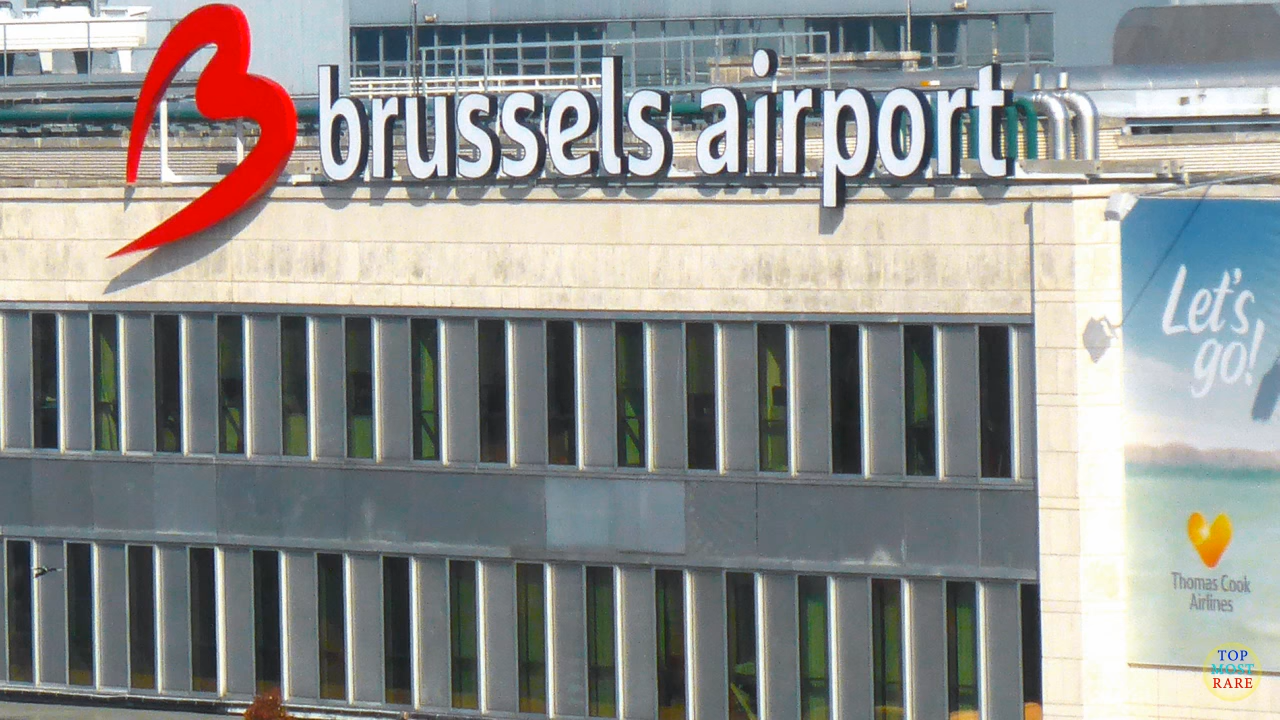 brussels airport
Let's
go!
Thomas Cook
Airlines
TOP
MOST
RARE